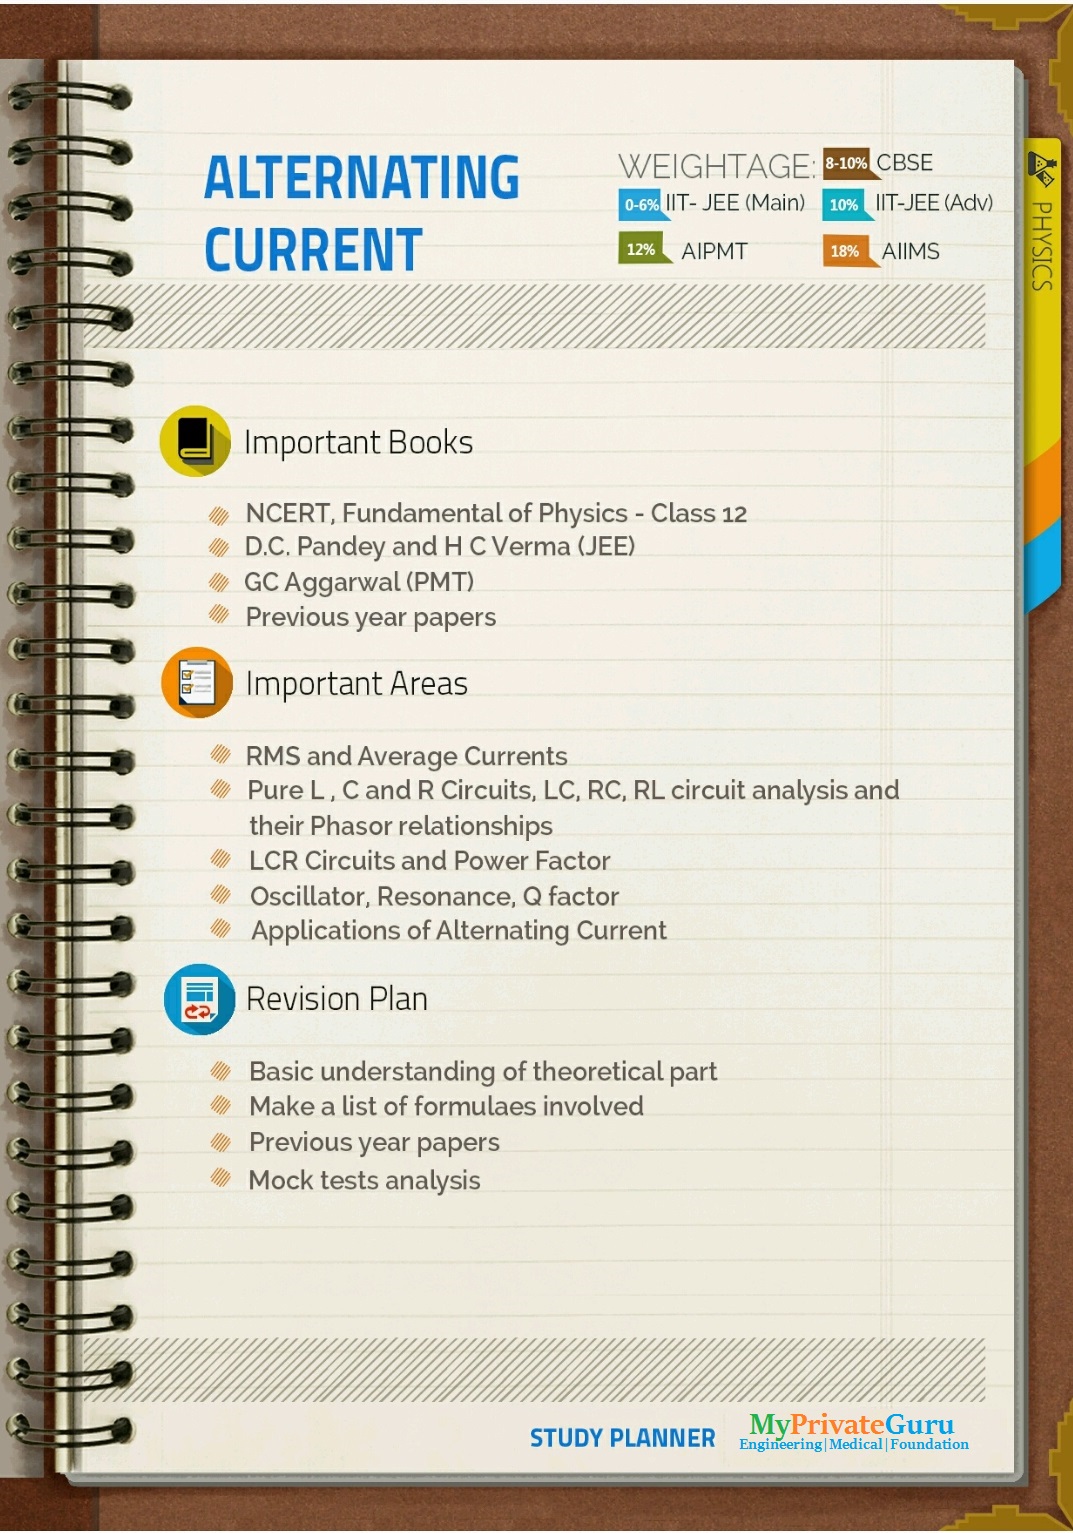 ALTERNATING
CURRENT
WEIGHTAGE: 8-10% CBSE
0-6% IIT- JEE (Main) 10% IIT-JEE (Adv)
12% AIPMT 18% AIIMS
PHYSICS
Important Books
NCERT, Fundamental of Physics - Class 12
D.C. Pandey and H C Verma (JEE)
GC Aggarwal (PMT)
Previous year papers
Important Areas
RMS and Average Currents
Pure L , C and R Circuits, LC, RC, RL circuit analysis and
their Phasor relationships
LCR Circuits and Power Factor
Oscillator, Resonance, Q factor
Applications of Alternating Current
Revision Plan
Basic understanding of theoretical part
Make a list of formulaes involved
Previous year papers
Mock tests analysis
STUDY PLANNER
MyPrivateGuru
Engineering|Medical|Foundation